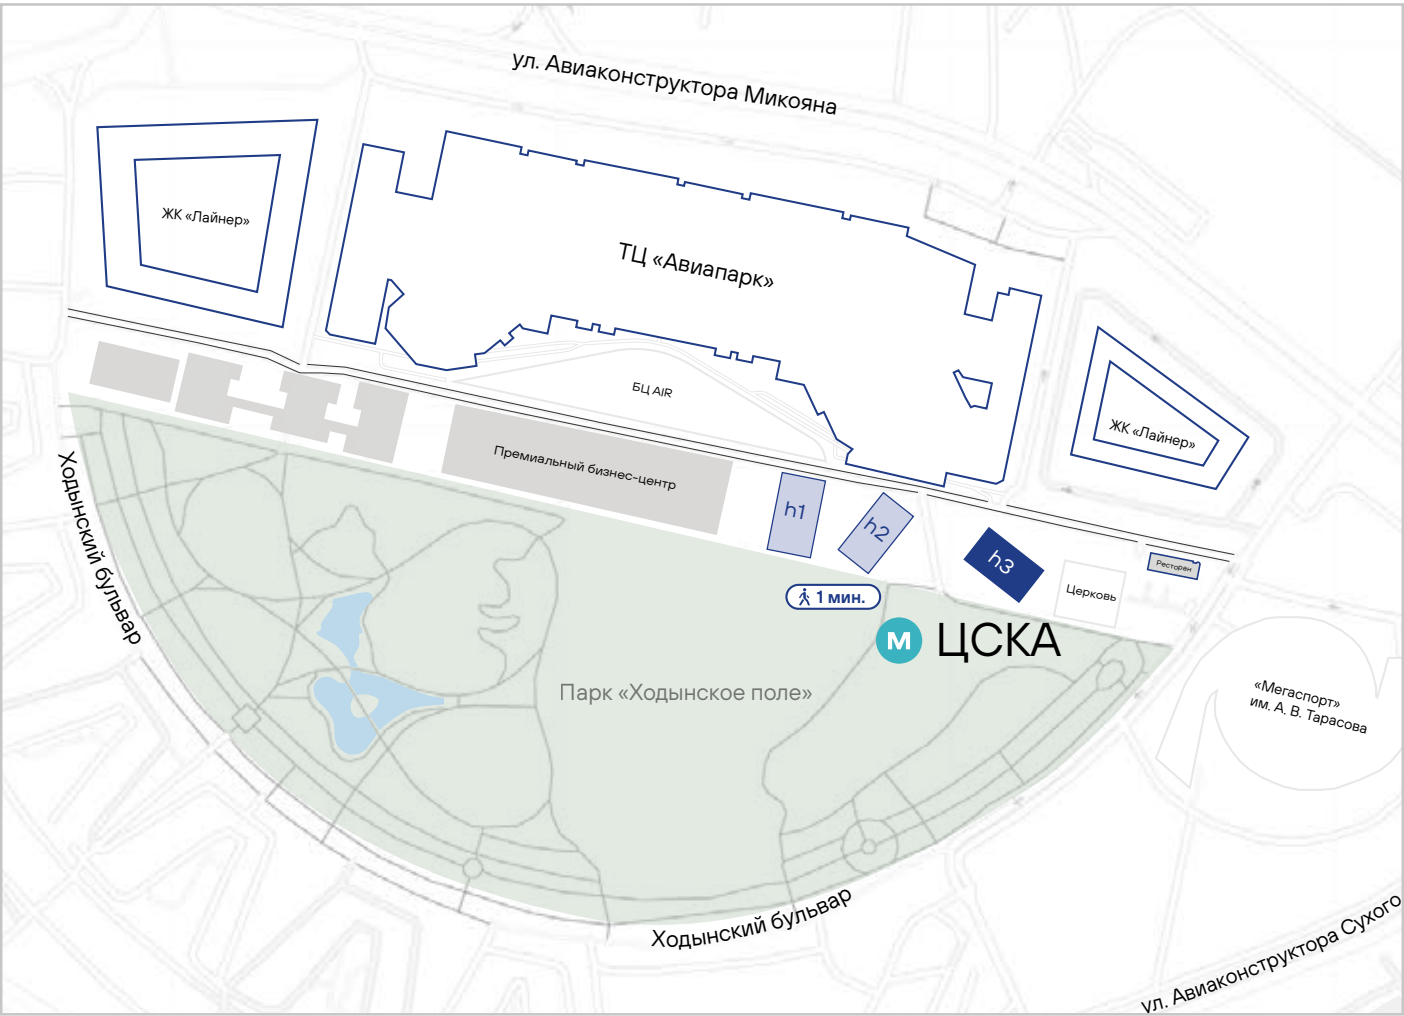 ул. Авиаконструктора Микояна
ЖК «Лайнер»
ТЦ «Авиапарк»
БЦ AIR
ЖК «Лайнер»
Премиальный бизнес-центр
h1
h2
h3
Ресторан
Церковь
1 мин.
М ЦСКА
Ходынский бульвар
Парк «Ходынское поле»
«Мегаспорт»
им. А. В. Тарасова
Ходынский бульвар
ул. Авиаконструктора Сухого